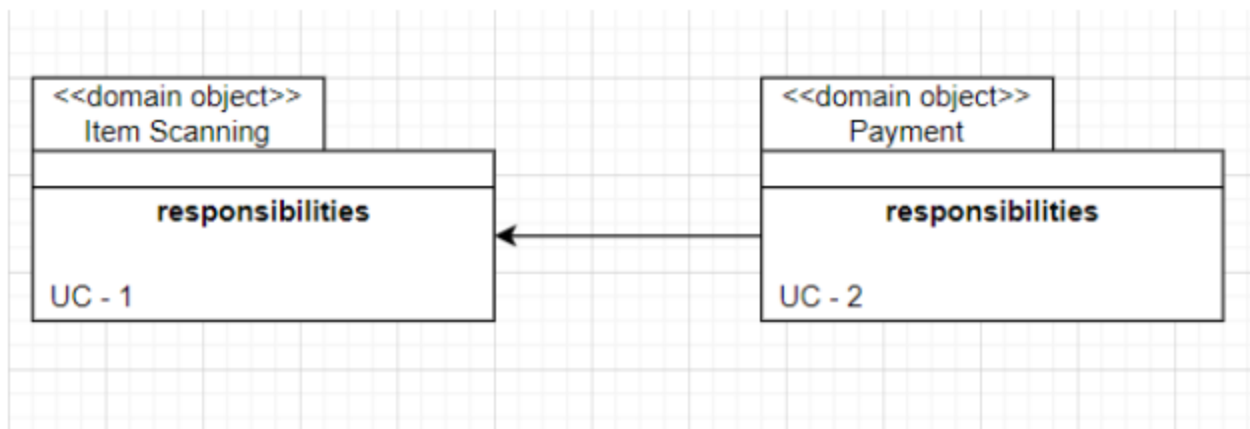 <<domain object>>
Item Scanning
responsibilities
UC - 1
<<domain object>>
Payment
responsibilities
UC - 2